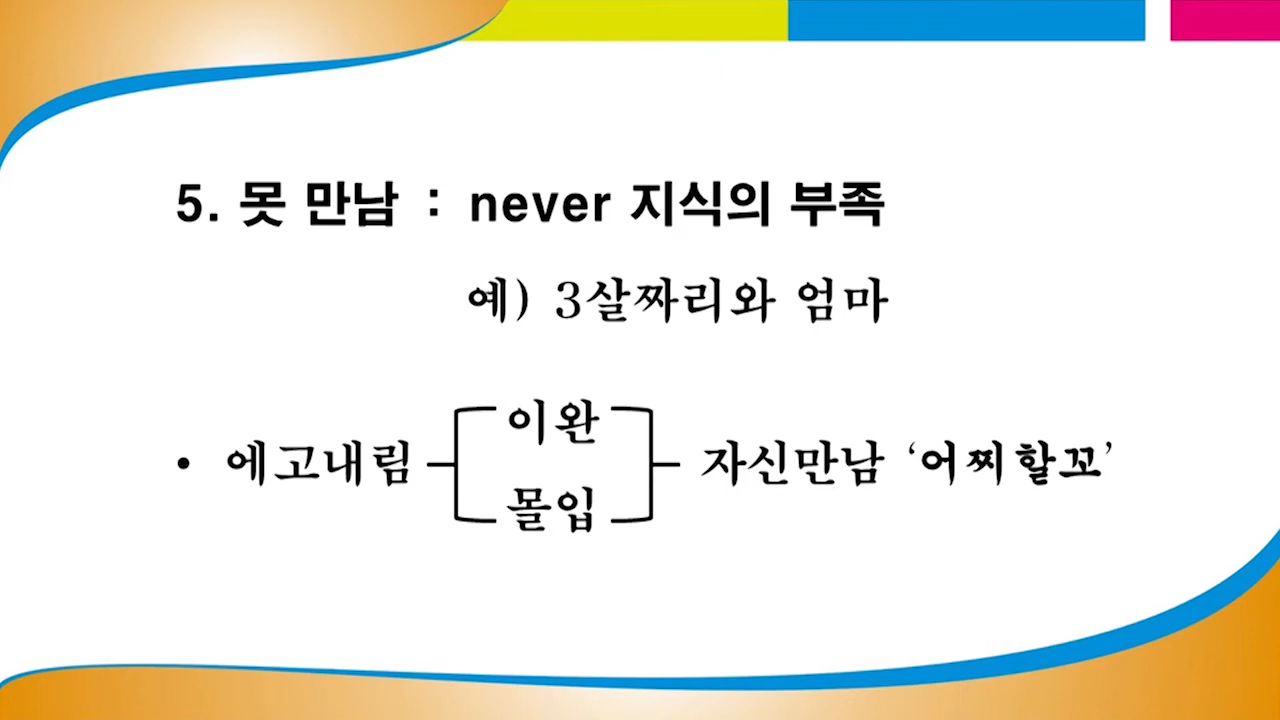 5. 못 만남 : never 지식의 부족
예) 3살짜리와 엄마
• 에고내림 이완 몰입 자신만남 ‘어찌할꼬’